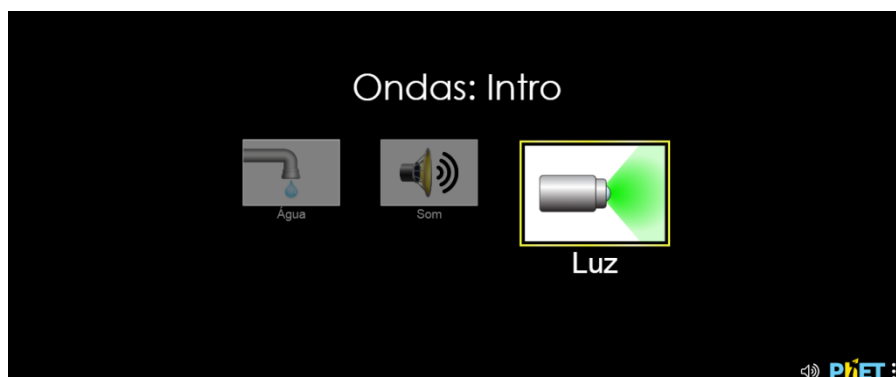 Ondas: Intro
Água
Som
Luz
PhET